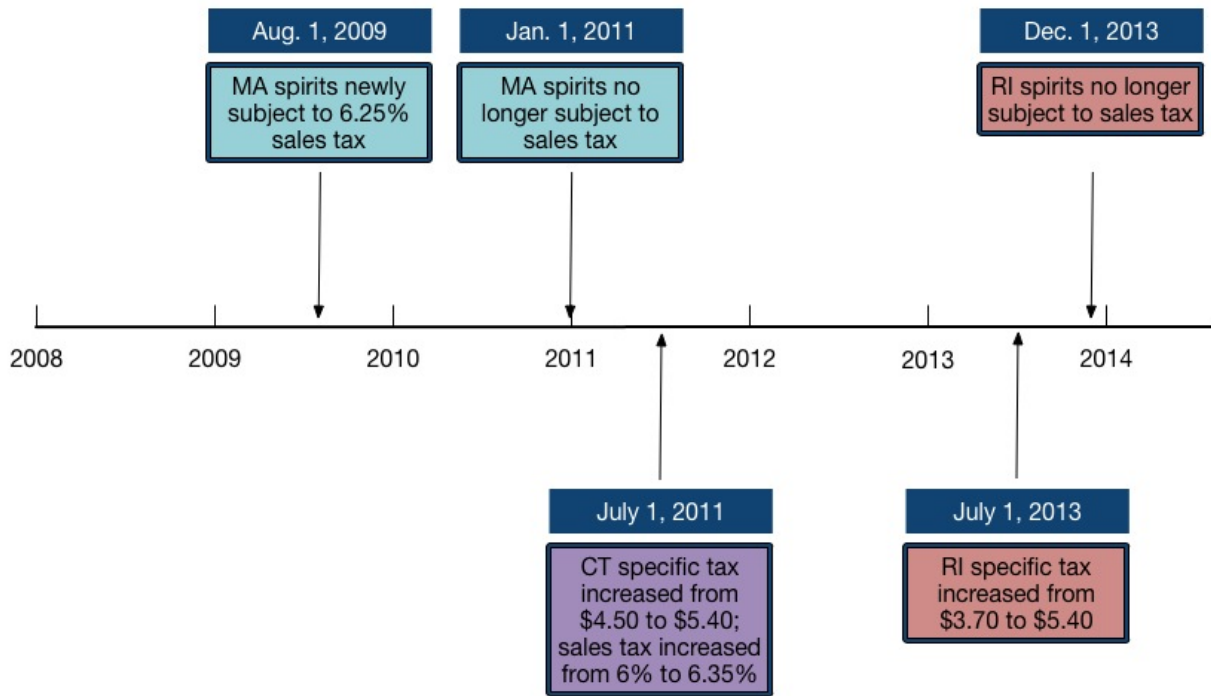 Aug. 1, 2009
MA spirits newly
subject to 6.25%
sales tax
Jan. 1, 2011
MA spirits no
longer subject to
sales tax
Dec. 1, 2013
RI spirits no longer
subject to sales tax
2008
2009
2010
2011
2012
2013
2014
July 1, 2011
CT specific tax
increased from
$4.50 to $5.40;
sales tax increased
from 6% to 6.35%
July 1, 2013
RI specific tax
increased from
$3.70 to $5.40